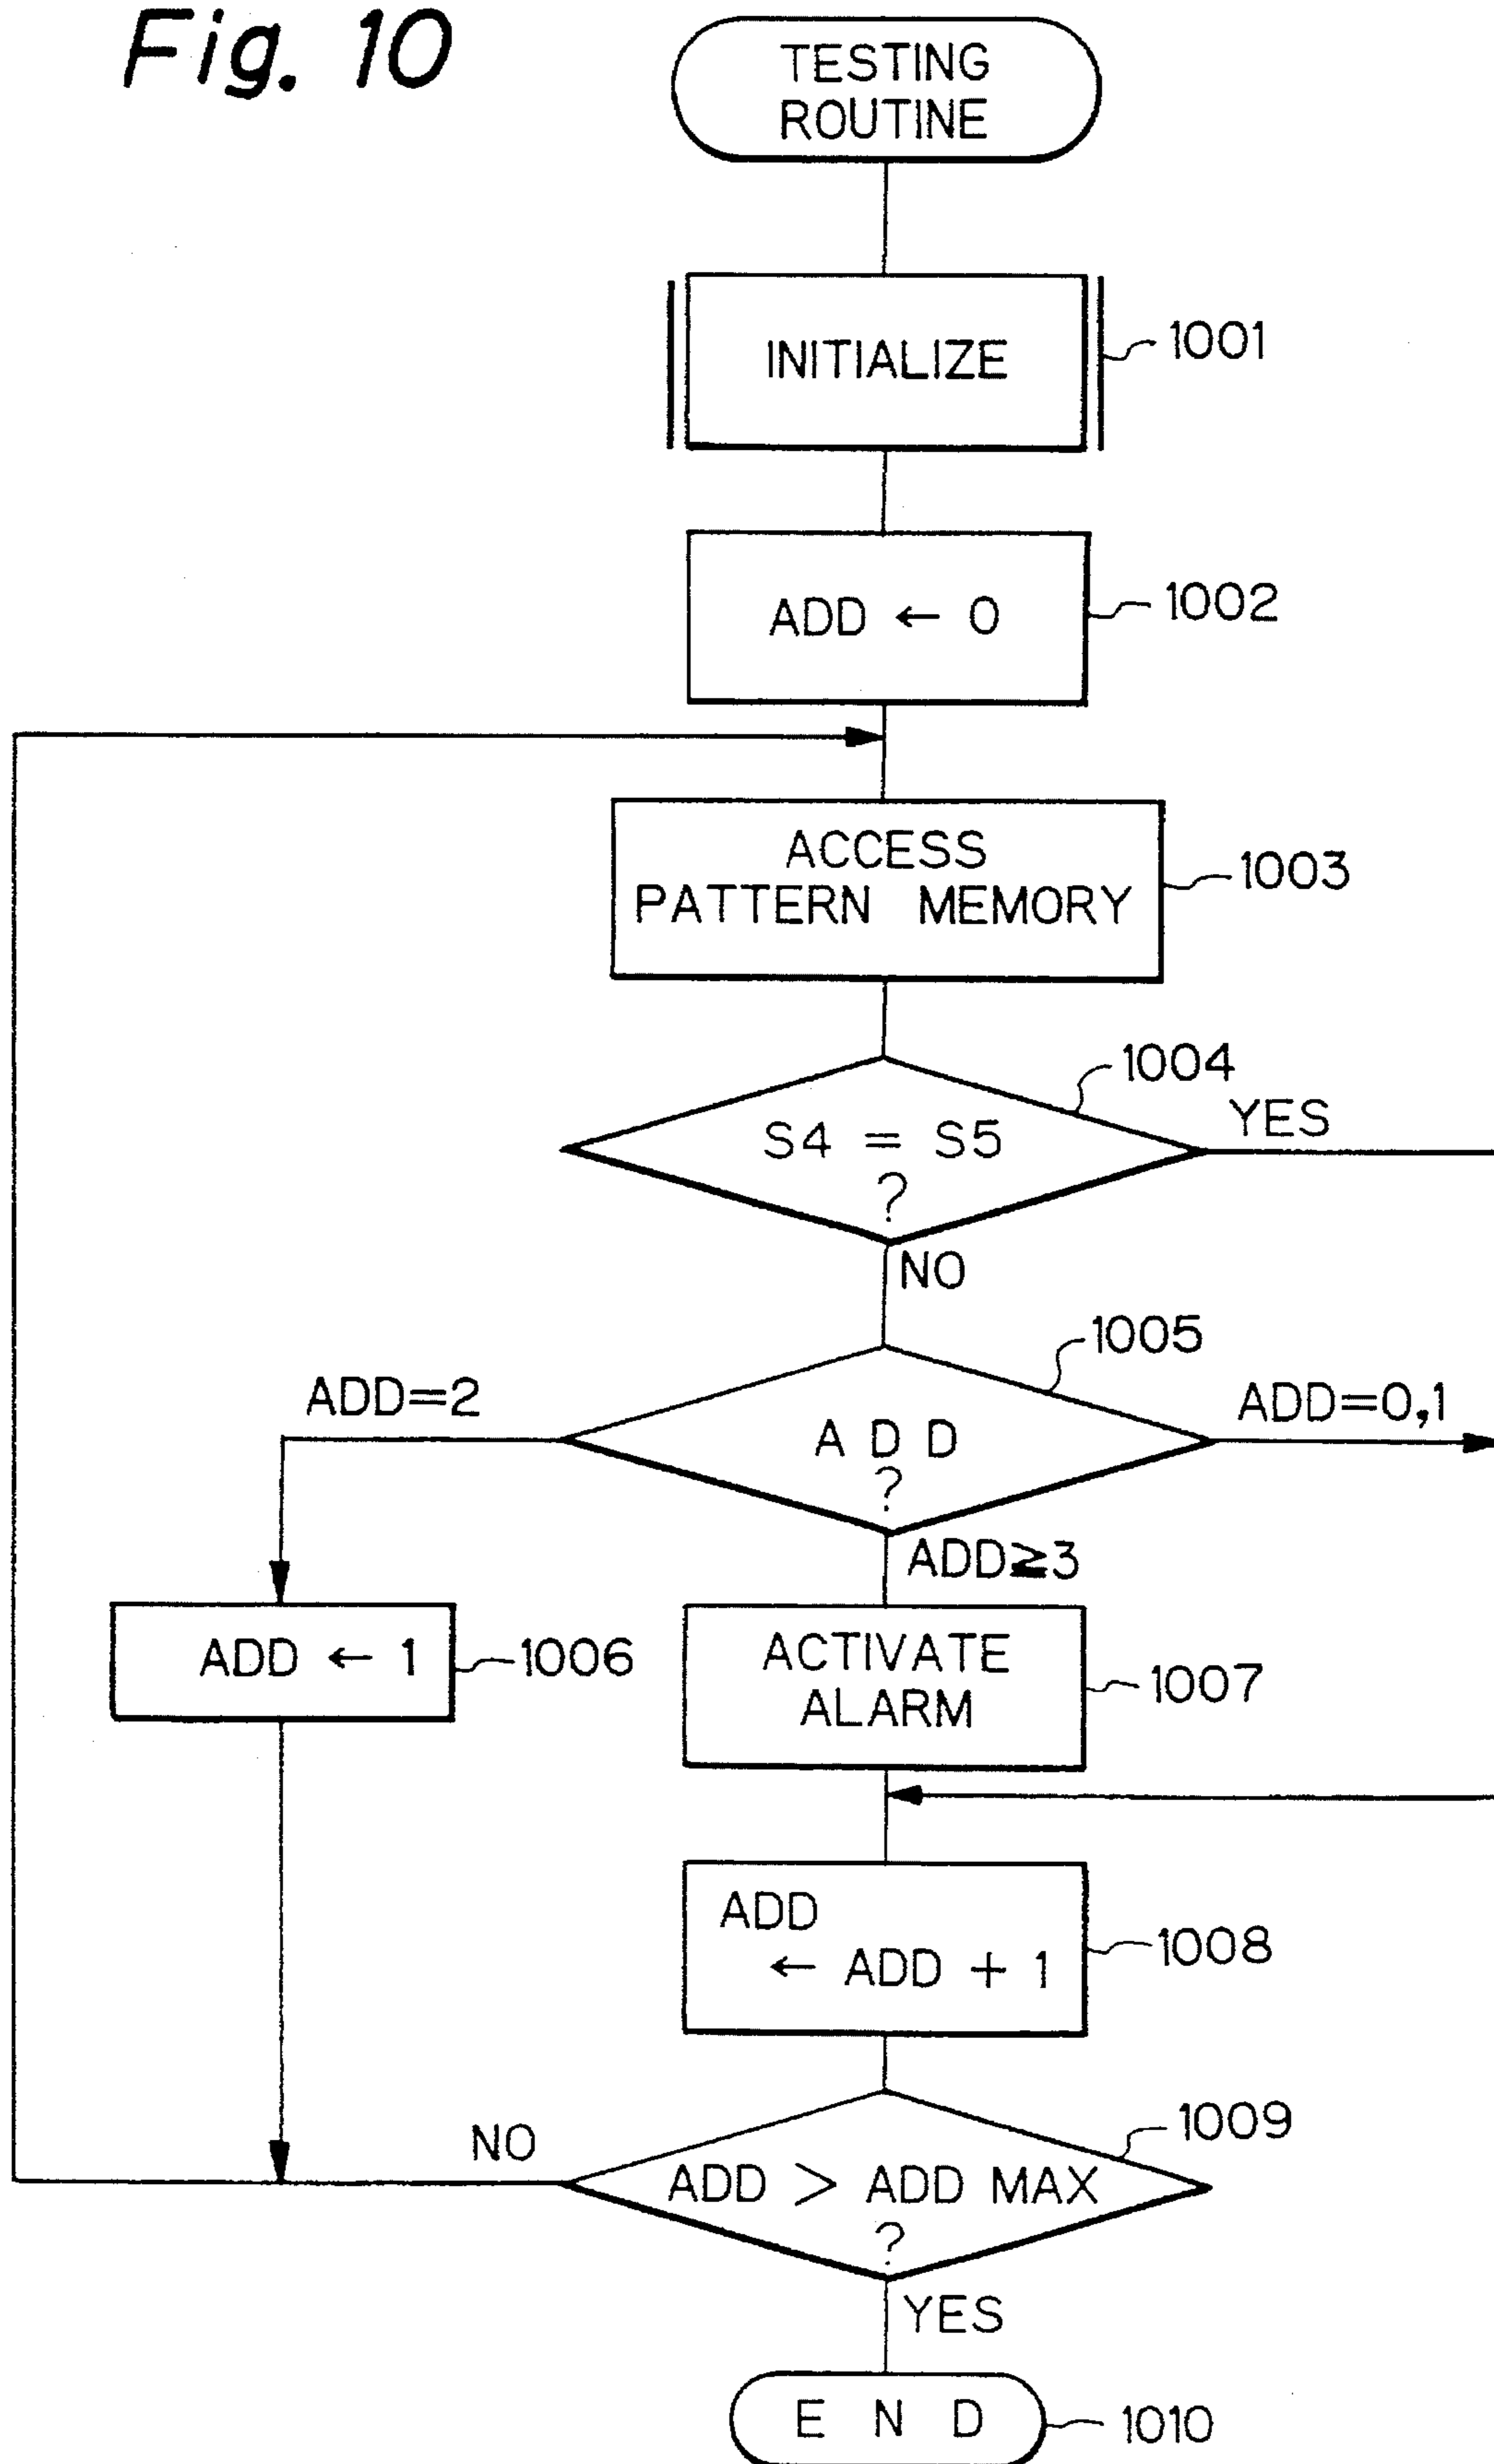 Fig. 10
TESTING
ROUTINE
INITIALIZE
1001
ADD ← 0
1002
ACCESS
PATTERN MEMORY
1003
1004
S4 = S5
?
YES
NO
1005
ADD=2
A D D
?
ADD=0,1
ADD≧3
ADD ← 1
1006
ACTIVATE
ALARM
1007
ADD
← ADD + 1
1008
1009
NO
ADD > ADD MAX
?
YES
E N D
1010